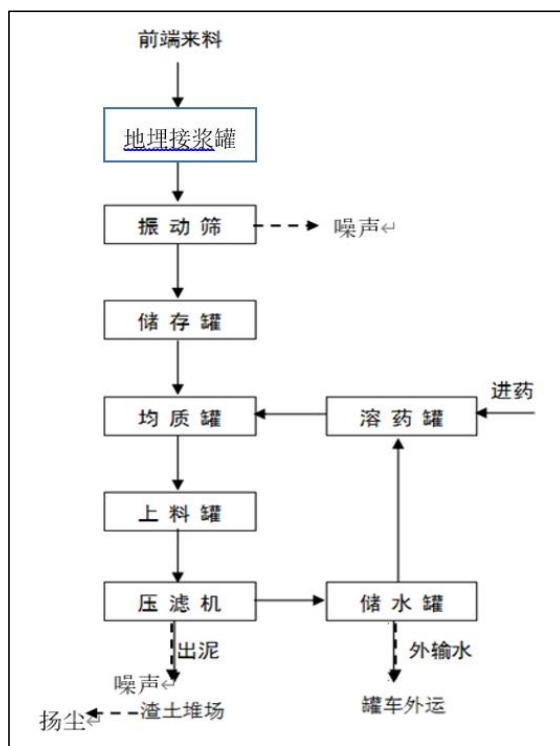 前端来料
地埋接浆罐
振动筛
噪声↵
储存罐
进药
均质罐
溶药罐
上料罐
压滤机
储水罐
出泥
外输水
噪声↵
扬尘↵
渣土堆场
罐车外运